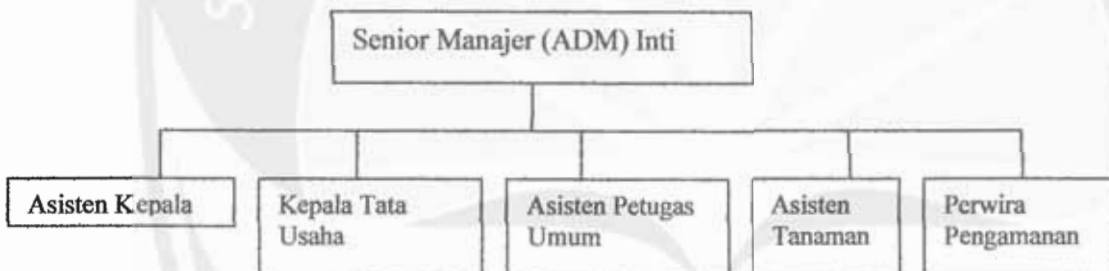 Senior Manajer (ADM) Inti
Asisten Kepala
Kepala Tata
Usaha
Asisten Petugas
Umum
Asisten
Tanaman
Perwira
Pengamanan